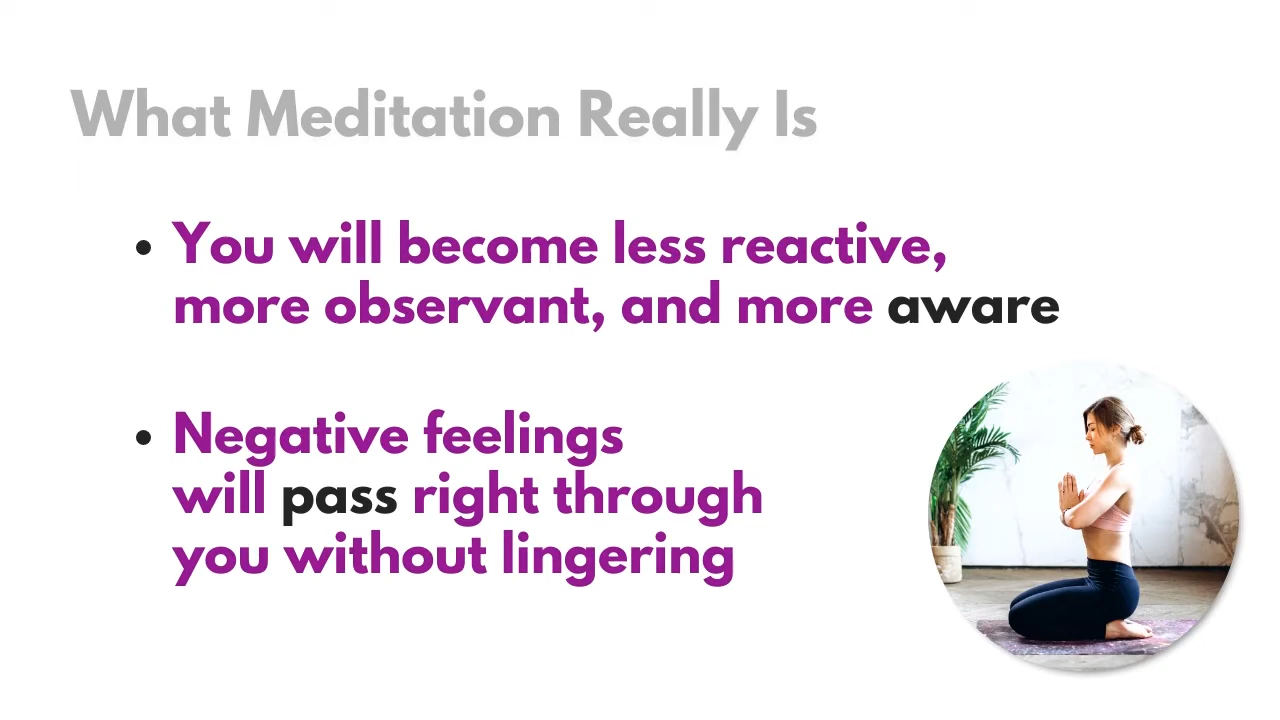 What Meditation Really Is
• You will become less reactive,
more observant, and more aware
• Negative feelings
will pass right through
you without lingering